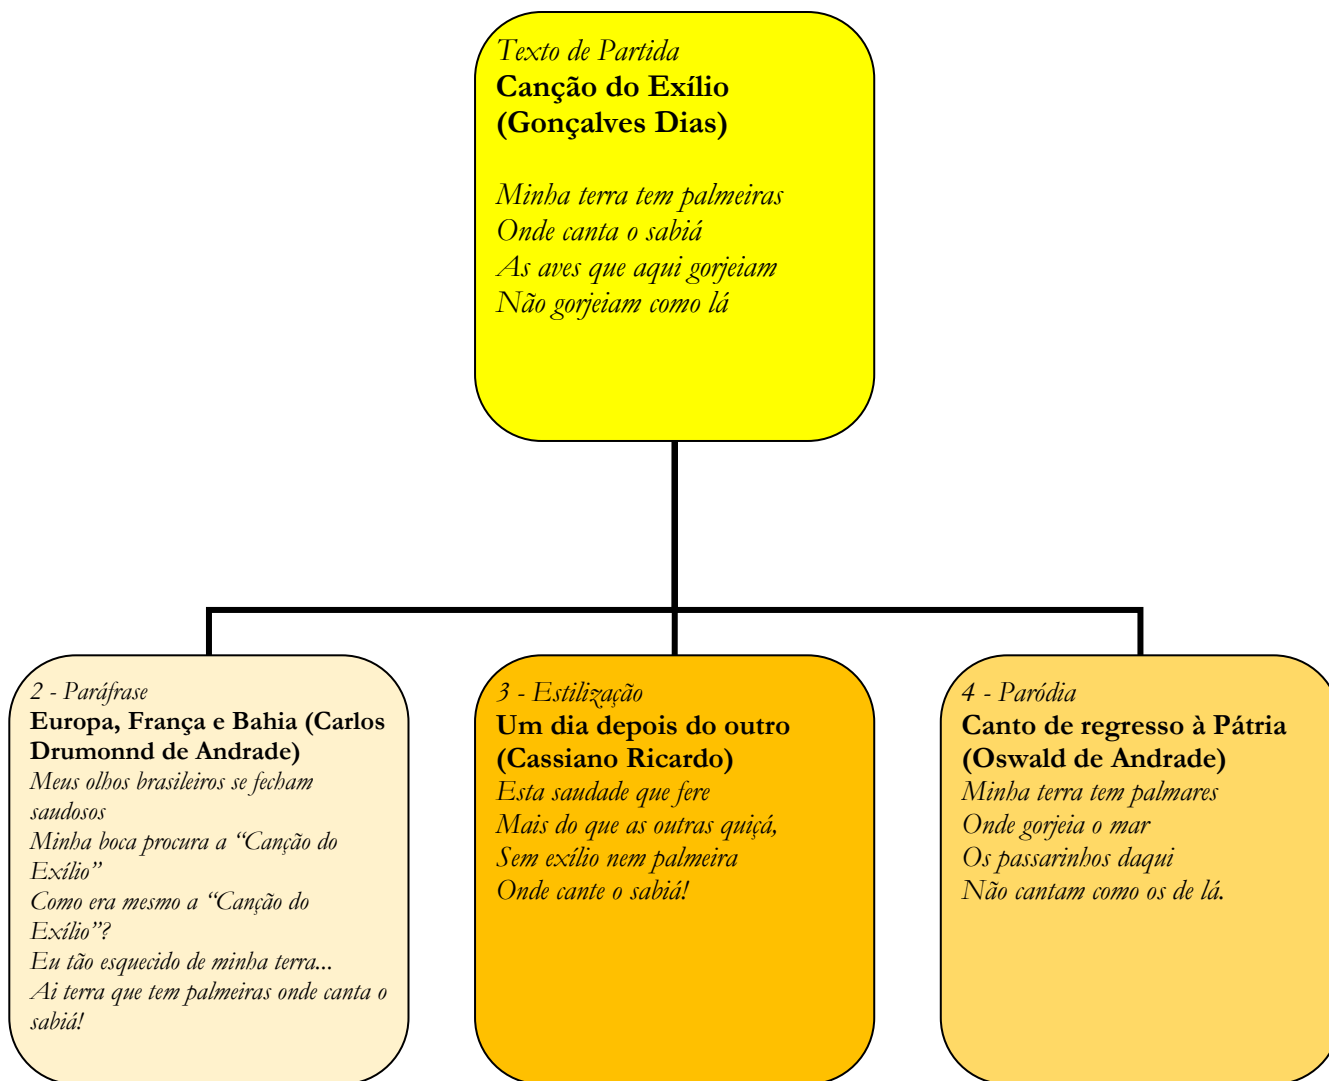 Texto de Partida
Canção do Exílio
(Gonçalves Dias)
Minha terra tem palmeiras
Onde canta o sabiá
As aves que aqui gorjeiam
Não gorjeiam como lá
2 - Paráfrase
Europa, França e Bahia (Carlos
Drumonnd de Andrade)
Meus olhos brasileiros se fecham
saudosos
Minha boca procura a “Canção do
Exílio”
Como era mesmo a “Canção do
Exílio”?
Eu tão esquecido de minha terra...
Ai terra que tem palmeiras onde canta o
sabiá!
3 - Estilização
Um dia depois do outro
(Cassiano Ricardo)
Esta saudade que fere
Mais do que as outras quiçá,
Sem exílio nem palmeira
Onde cante o sabiá!
4 - Paródia
Canto de regresso à Pátria
(Oswald de Andrade)
Minha terra tem palmares
Onde gorjeia o mar
Os passarinhos daqui
Não cantam como os de lá.